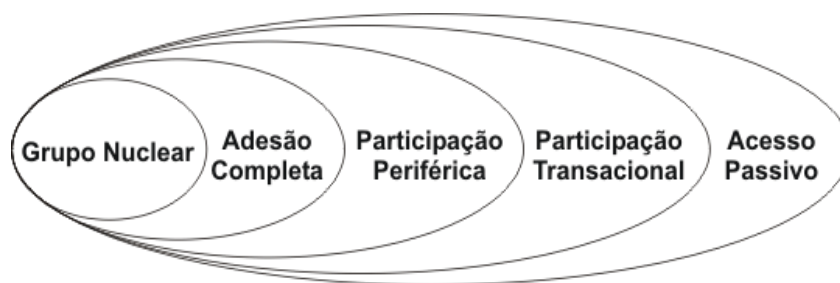 Grupo Nuclear
Adesão
Completa
Participação
Periférica
Participação
Transacional
Acesso
Passivo